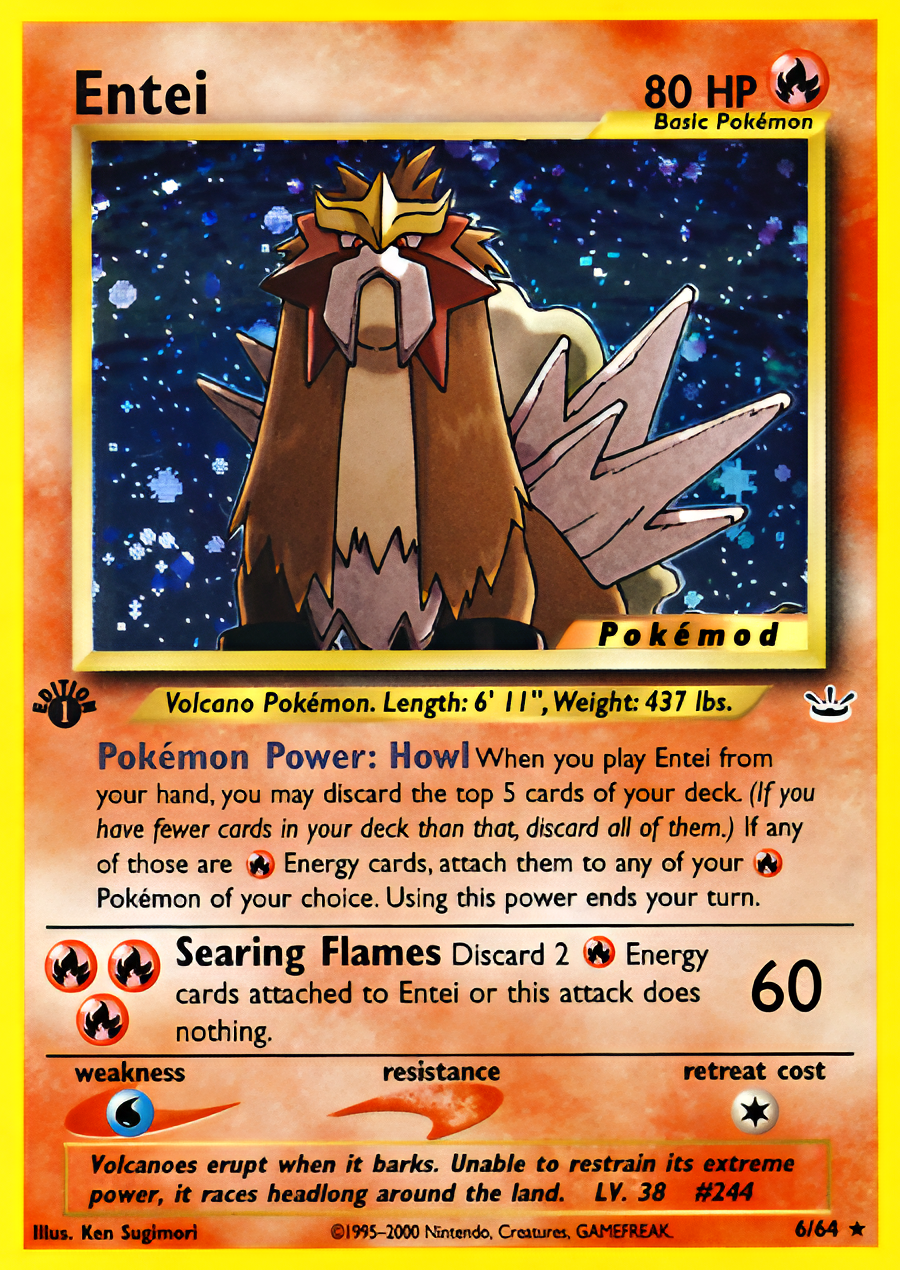 Entei
80 HP
Basic Pokémon
Pokémod
EDITION
1
Volcano Pokémon. Length: 6' 11", Weight: 437 lbs.
Pokémon Power: Howl When you play Entei from
your hand, you may discard the top 5 cards of your deck. (If you
have fewer cards in your deck than that, discard all of them.) If any
of those are Energy cards, attach them to any of your
Pokémon of your choice. Using this power ends your turn.
Searing Flames Discard 2 Energy
cards attached to Entei or this attack does
nothing.
60
weakness resistance retreat cost
Volcanoes erupt when it barks. Unable to restrain its extreme
power, it races headlong around the land. LV. 38 #244
Illus. Ken Sugimori ©1995-2000 Nintendo, Creatures, GAMEFREAK. 6/64 ★